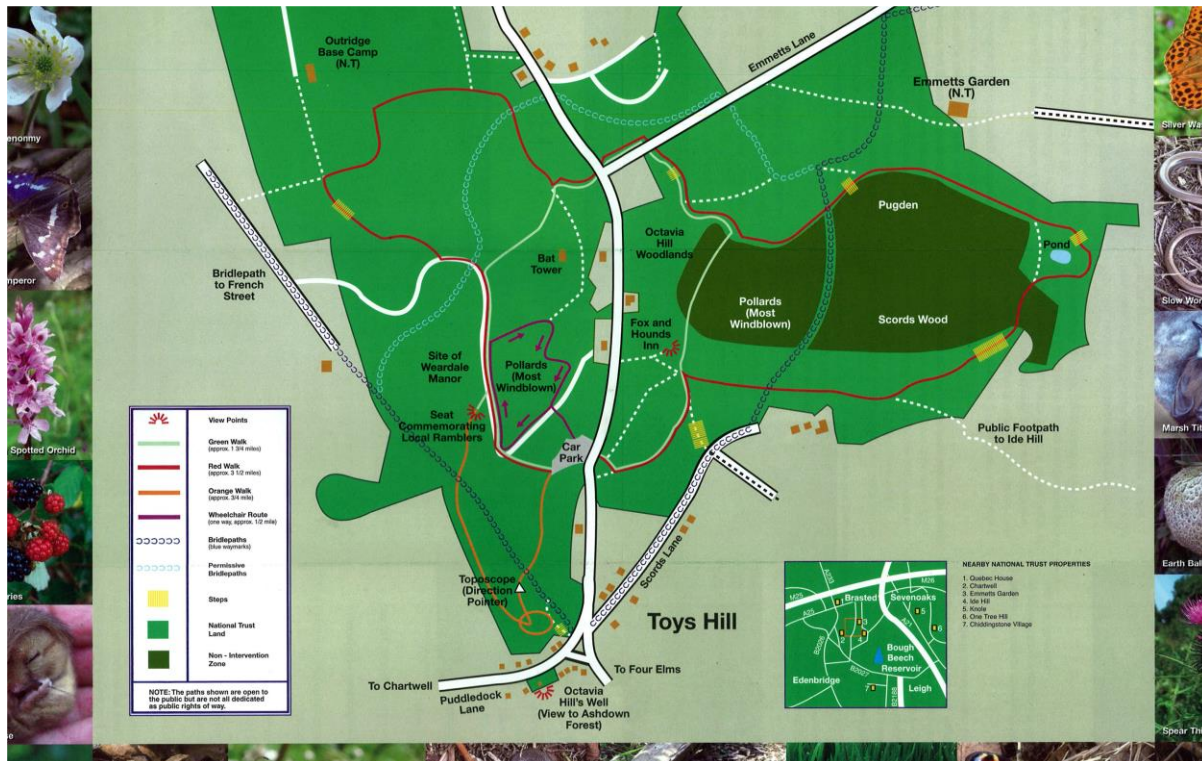 Outridge
Base Camp
(N.T)
Emmetts Lane
Emmetts Garden
(N.T)
Silver
Bridlepath
to French
Street
Bat
Tower
Octavia
Hill
Woodlands
Pugden
Pond
Pollards
(Most
Windblown)
Scords Wood
Fox and
Hounds
Inn
Site of
Weardale
Manor
Pollards
(Most
Windblown)
Seat
Commemorating
Local Ramblers
Car
Park
Public Footpath
to Ide Hill
Spotted Orchid
Slow
Marsh
Earth
Spear
Toposcope
(Direction
Pointer)
Scords Lane
Toys Hill
To Chartwell
Puddledock
Lane
Octavia
Hill's Well
(View to Ashdown
Forest)
To Four Elms
View Points
Green Walk
(approx. 1 3/4 miles)
Red Walk
(approx. 3 1/2 miles)
Orange Walk
(approx. 3/4 mile)
Wheelchair Route
(one way, approx. 1/2 mile)
Bridlepaths
(blue waymarks)
Permissive
Bridlepaths
Steps
National Trust
Land
Non - Intervention
Zone
NOTE: The paths shown are open to
the public but are not all dedicated
as public rights of way.
NEARBY NATIONAL TRUST PROPERTIES
1. Quebec House
2. Chartwell
3. Emmetts Garden
4. Ide Hill
5. Knole
6. One Tree Hill
7. Chiddingstone Village
A233
M26
M25
A25
Brasted
Sevenoaks
5
6
A21
B2026
Bough
Beech
Reservoir
B2027
Edenbridge
7
Leigh